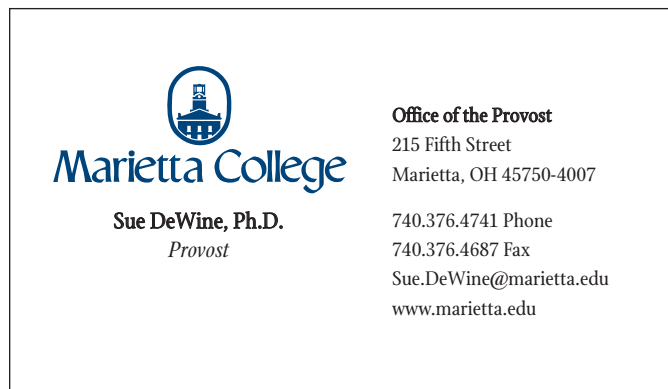 Marietta College
Sue DeWine, Ph.D.
Provost
Office of the Provost
215 Fifth Street
Marietta, OH 45750-4007
740.376.4741 Phone
740.376.4687 Fax
Sue.DeWine@marietta.edu
www.marietta.edu